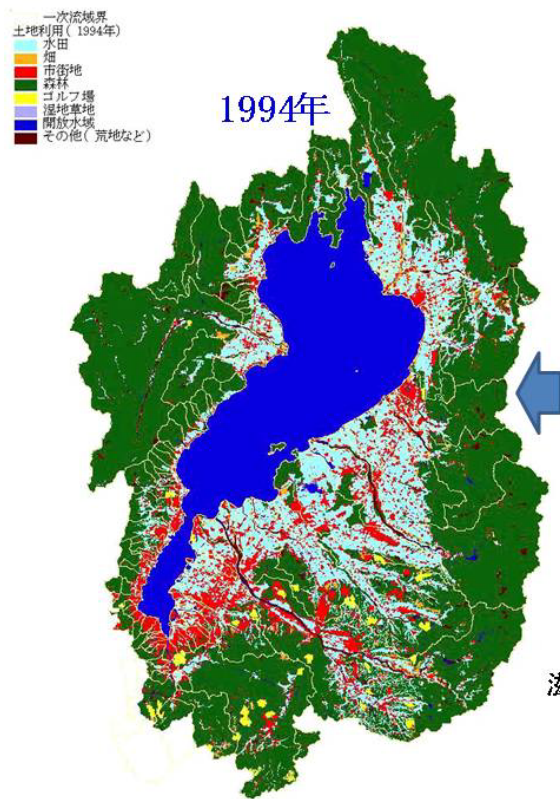 一次流域界
土地利用(1994年)
水田
畑
市街地
森林
ゴルフ場
湿地草地
開放水域
その他(荒地など)
1994年
滋